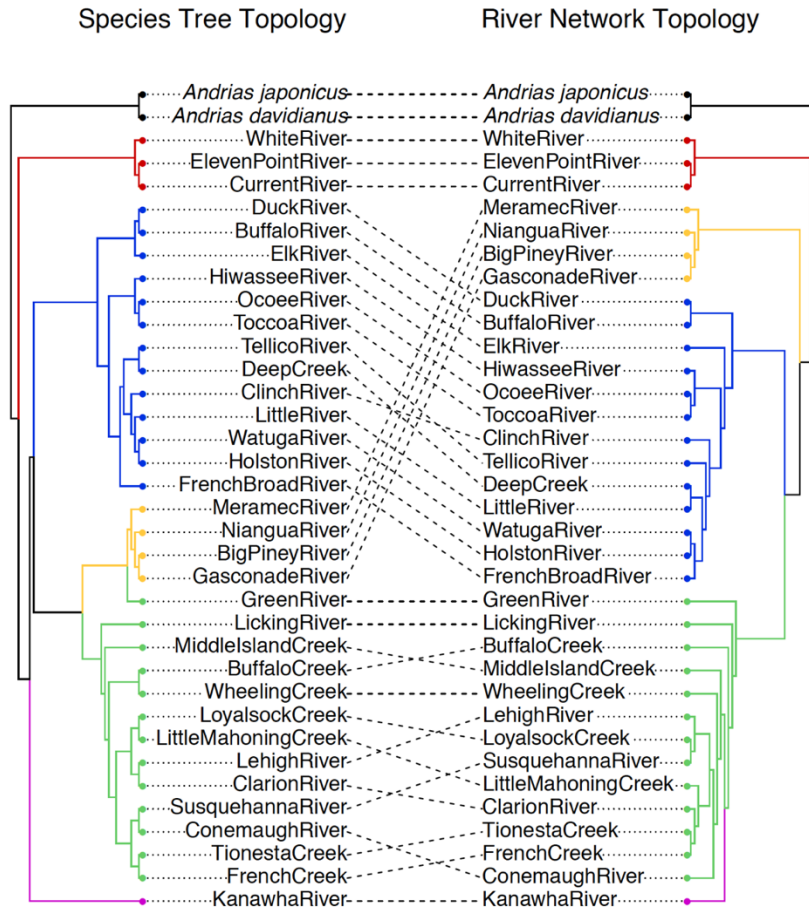 Species Tree Topology River Network Topology
Andrias japonicus Andrias japonicus
Andrias davidianus Andrias davidianus
WhiteRiver WhiteRiver
ElevenPointRiver ElevenPointRiver
CurrentRiver CurrentRiver
DuckRiver MeramecRiver
BuffaloRiver NianguaRiver
ElkRiver BigPineyRiver
HiwasseeRiver GasconadeRiver
OcoeeRiver DuckRiver
ToccoaRiver BuffaloRiver
TellicoRiver ElkRiver
DeepCreek HiwasseeRiver
ClinchRiver OcoeeRiver
LittleRiver ToccoaRiver
WatugaRiver ClinchRiver
HolstonRiver TellicoRiver
FrenchBroadRiver DeepCreek
MeramecRiver LittleRiver
NianguaRiver WatugaRiver
BigPineyRiver HolstonRiver
GasconadeRiver FrenchBroadRiver
GreenRiver GreenRiver
LickingRiver LickingRiver
MiddleIslandCreek BuffaloCreek
BuffaloCreek MiddleIslandCreek
WheelingCreek WheelingCreek
LoyalsockCreek LehighRiver
LittleMahoningCreek LoyalsockCreek
LehighRiver SusquehannaRiver
ClarionRiver LittleMahoningCreek
SusquehannaRiver ClarionRiver
ConemaughRiver TionestaCreek
TionestaCreek FrenchCreek
FrenchCreek ConemaughRiver
KanawhaRiver KanawhaRiver